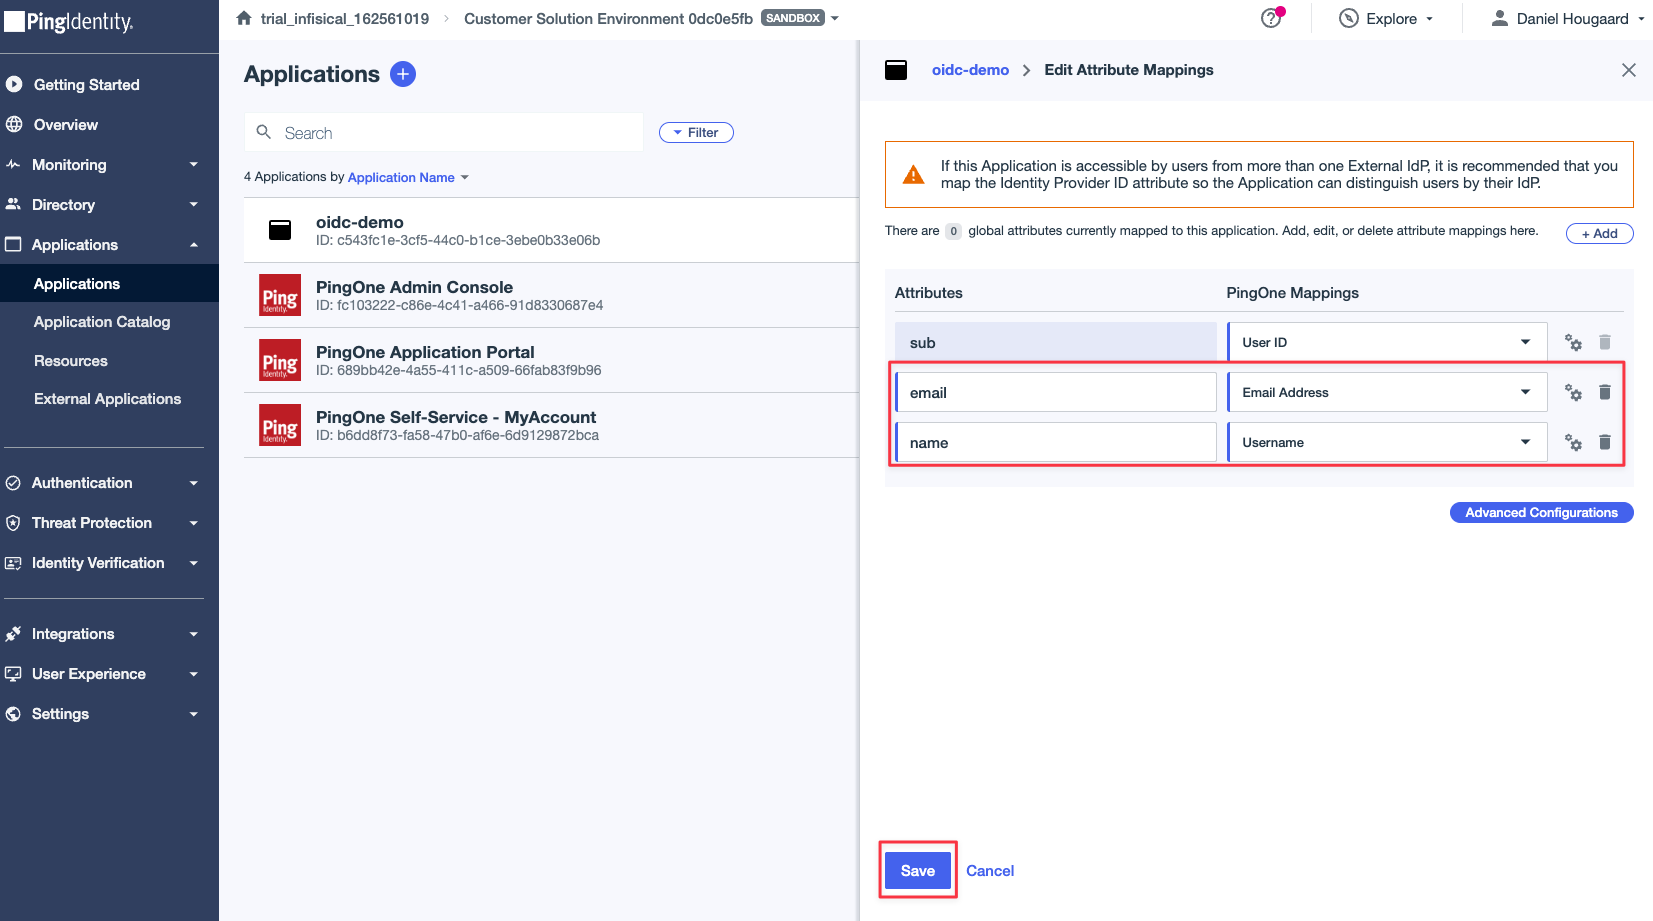 PingIdentity.
trial_infisical_162561019
Customer Solution Environment 0dc0e5fb
SANDBOX
Explore
Daniel Hougaard
Getting Started
Overview
Monitoring
Directory
Applications
Applications
Application Catalog
Resources
External Applications
Authentication
Threat Protection
Identity Verification
Integrations
User Experience
Settings
Applications
Search
Filter
4 Applications by Application Name
oidc-demo
ID: c543fc1e-3cf5-44c0-b1ce-3ebe0b33e06b
Ping
Identity.
PingOne Admin Console
ID: fc103222-c86e-4c41-a466-91d8330687e4
Ping
Identity.
PingOne Application Portal
ID: 689bb42e-4a55-411c-a509-66fab83f9b96
Ping
Identity.
PingOne Self-Service - MyAccount
ID: b6dd8f73-fa58-47b0-af6e-6d9129872bca
oidc-demo
Edit Attribute Mappings
If this Application is accessible by users from more than one External IdP, it is recommended that you
map the Identity Provider ID attribute so the Application can distinguish users by their IdP.
There are 0 global attributes currently mapped to this application. Add, edit, or delete attribute mappings here.
+ Add
Attributes
PingOne Mappings
sub
User ID
email
Email Address
name
Username
Advanced Configurations
Save
Cancel